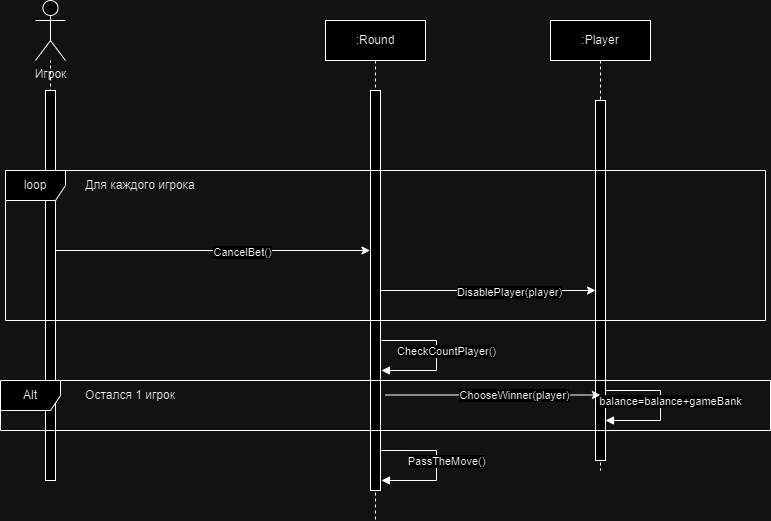 :Round
:Player
Игрок
loop
Для каждого игрока
CancelBet()
DisablePlayer(player)
CheckCountPlayer()
Alt
Остался 1 игрок
ChooseWinner(player)
balance=balance+gameBank
PassTheMove()